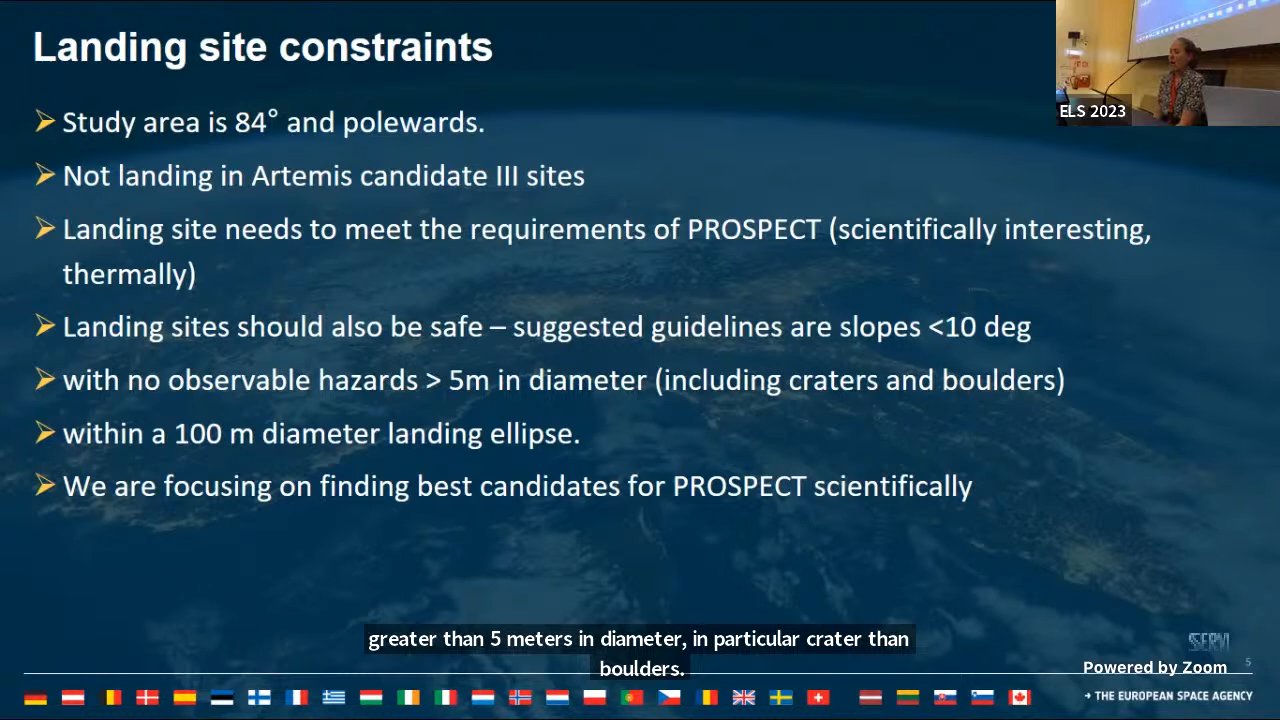 Landing site constraints
ELS 2023
➤ Study area is 84° and polewards.
➤ Not landing in Artemis candidate III sites
➤ Landing site needs to meet the requirements of PROSPECT (scientifically interesting,
thermally)
➤ Landing sites should also be safe – suggested guidelines are slopes <10 deg
➤ with no observable hazards > 5m in diameter (including craters and boulders)
➤ within a 100 m diameter landing ellipse.
➤ We are focusing on finding best candidates for PROSPECT scientifically
greater than 5 meters in diameter, in particular crater than
boulders.
SSERVI
Powered by Zoom
5
→ THE EUROPEAN SPACE AGENCY